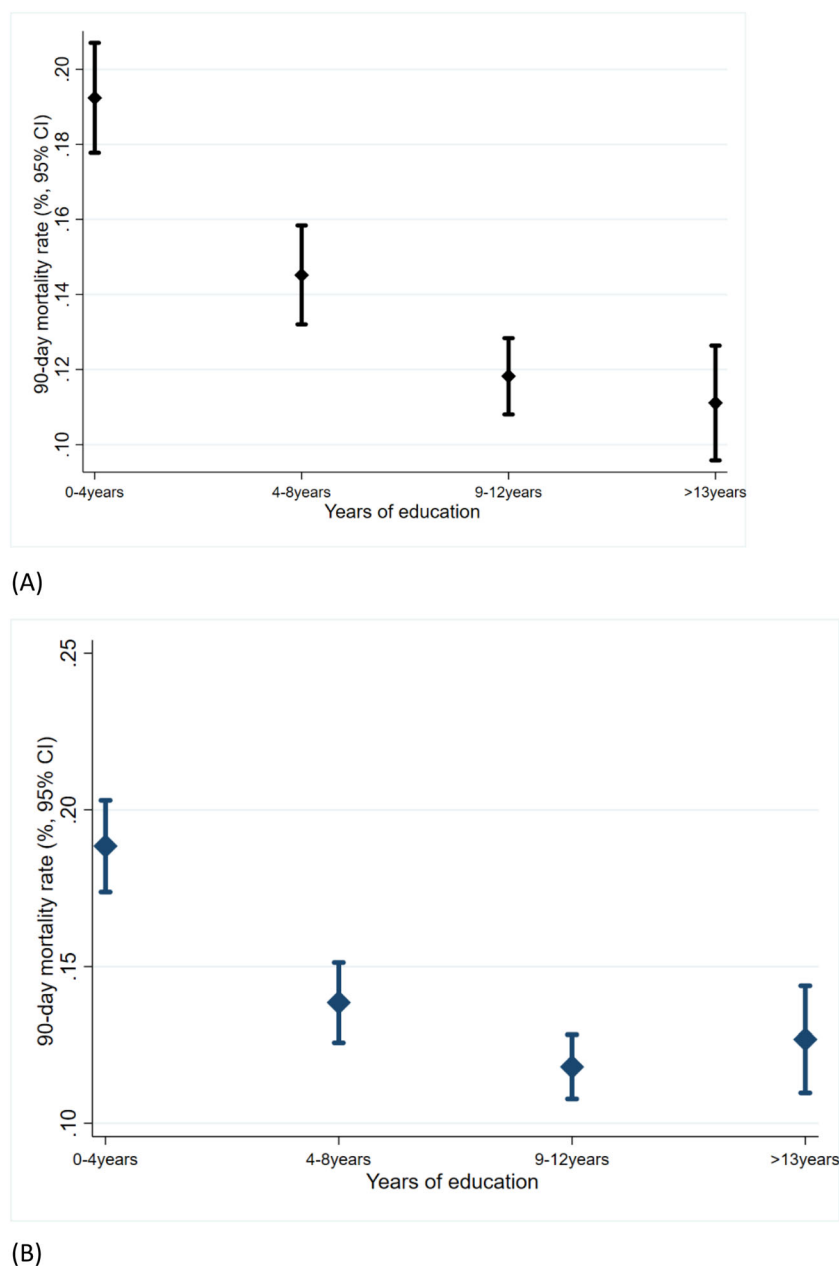 90-day mortality rate (%, 95% CI)
.20
.18
.16
.14
.12
.10
0-4years 4-8years 9-12years >13years
Years of education
(A)
90-day mortality rate (%, 95% CI)
.25
.20
.15
.10
0-4years 4-8years 9-12years >13years
Years of education
(B)